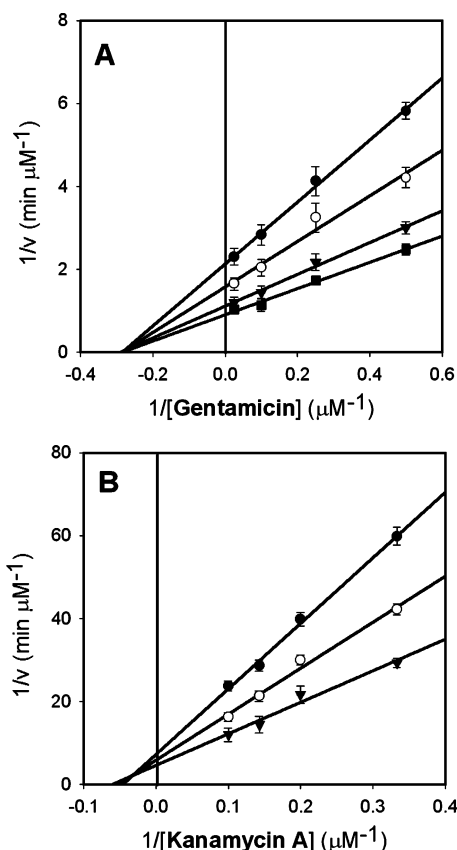 A
8
6
4
2
0
1/v (min μM⁻¹)
-0.4 -0.2 0.0 0.2 0.4 0.6
1/[Gentamicin] (μM⁻¹)
B
80
60
40
20
0
1/v (min μM⁻¹)
-0.1 0.0 0.1 0.2 0.3 0.4
1/[Kanamycin A] (μM⁻¹)